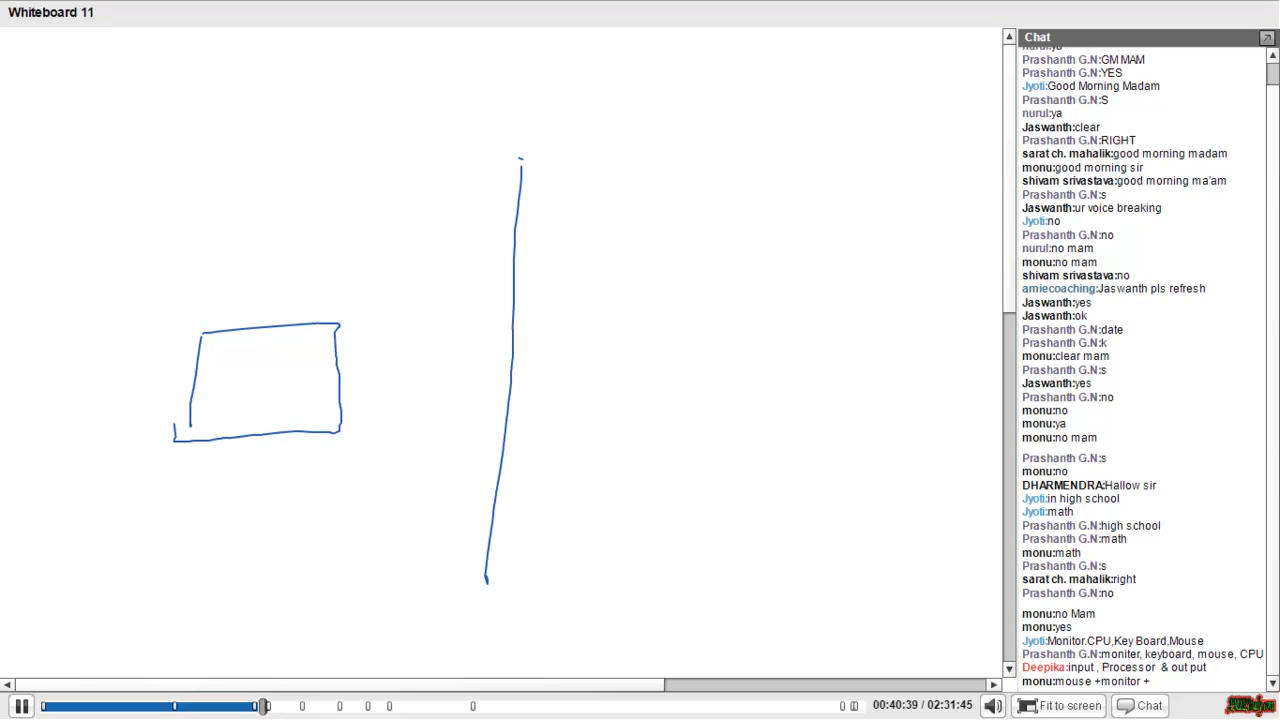 Whiteboard 11
Chat
nurul:ya
Prashanth G.N:GM MAM
Prashanth G.N:YES
Jyoti:Good Morning Madam
Prashanth G.N:S
nurul:ya
Jaswanth:clear
Prashanth G.N:RIGHT
sarat ch. mahalik:good morning madam
monu:good morning sir
shivam srivastava:good morning ma'am
Prashanth G.N:s
Jaswanth:ur voice breaking
Jyoti:no
Prashanth G.N:no
nurul:no mam
monu:no mam
shivam srivastava:no
amiecoaching:Jaswanth pls refresh
Jaswanth:yes
Jaswanth:ok
Prashanth G.N:date
Prashanth G.N:k
monu:clear mam
Prashanth G.N:s
Jaswanth:yes
Prashanth G.N:no
monu:no
monu:ya
monu:no mam
Prashanth G.N:s
monu:no
DHARMENDRA:Hallow sir
Jyoti:in high school
Jyoti:math
Prashanth G.N:high school
Prashanth G.N:math
monu:math
Prashanth G.N:s
sarat ch. mahalik:right
Prashanth G.N:no
monu:no Mam
monu:yes
Jyoti:Monitor.CPU,Key Board,Mouse
Prashanth G.N:moniter, keyboard, mouse, CPU
Deepika:input , Processor & out put
monu:mouse +monitor +
00:40:39 / 02:31:45
Fit to screen
Chat